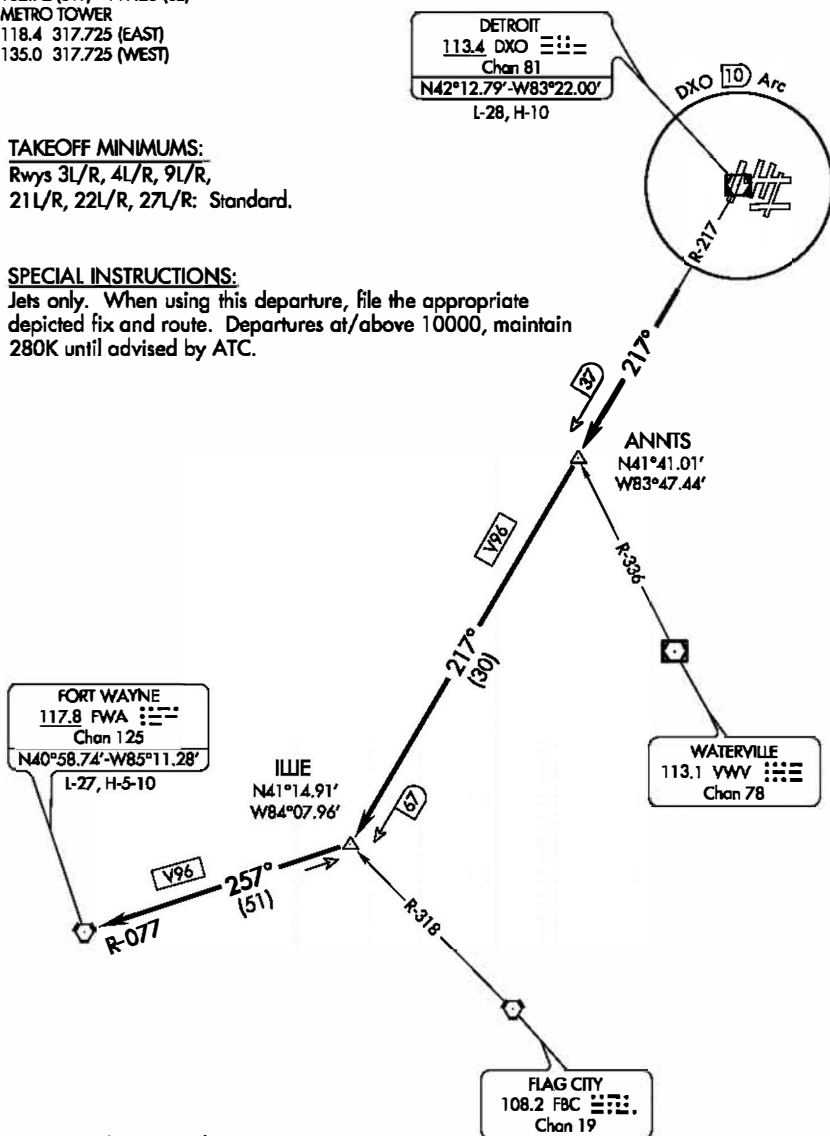 METRO TOWER
118.4 317.725 (EAST)
135.0 317.725 (WEST)
TAKEOFF MINIMUMS:
Rwys 3L/R, 4L/R, 9L/R,
21L/R, 22L/R, 27L/R: Standard.
SPECIAL INSTRUCTIONS:
Jets only. When using this departure, file the appropriate
depicted fix and route. Departures at/above 10000, maintain
280K until advised by ATC.
DETROIT
113.4 DXO
Chan 81
N42°12.79'-W83°22.00'
L-28, H-10
DXO 10 Arc
R-217
217°
37
ANNTS
N41°41.01'
W83°47.44'
V96
R-336
217°
(30)
WATERVILLE
113.1 VWV
Chan 78
FORT WAYNE
117.8 FWA
Chan 125
N40°58.74'-W85°11.28'
L-27, H-5-10
ILLIE
N41°14.91'
W84°07.96'
67
V96
257°
(51)
R-077
R-318
FLAG CITY
108.2 FBC
Chan 19